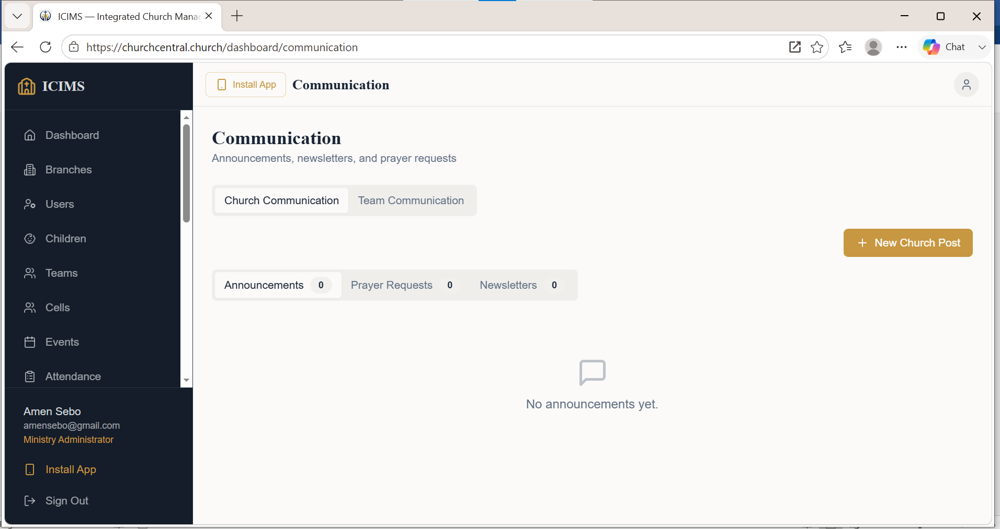 ICIMS — Integrated Church Manag
https://churchcentral.church/dashboard/communication
Chat
ICIMS
Install App
Communication
Dashboard
Branches
Users
Children
Teams
Cells
Events
Attendance
Amen Sebo
amensebo@gmail.com
Ministry Administrator
Install App
Sign Out
Communication
Announcements, newsletters, and prayer requests
Church Communication
Team Communication
New Church Post
Announcements 0
Prayer Requests 0
Newsletters 0
No announcements yet.